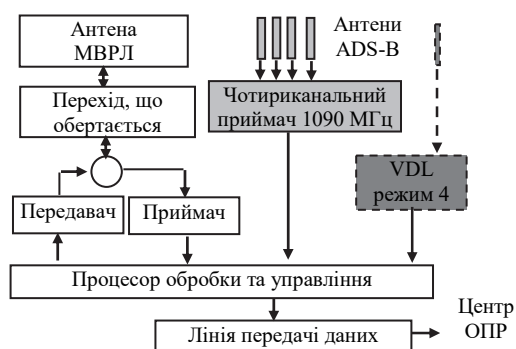 Антена
МВРЛ
Антени
ADS-B
Перехід, що
обертається
Чотириканальний
приймач 1090 МГц
VDL
режим 4
Передавач
Приймач
Процесор обробки та управління
Центр
ОПР
Лінія передачі даних